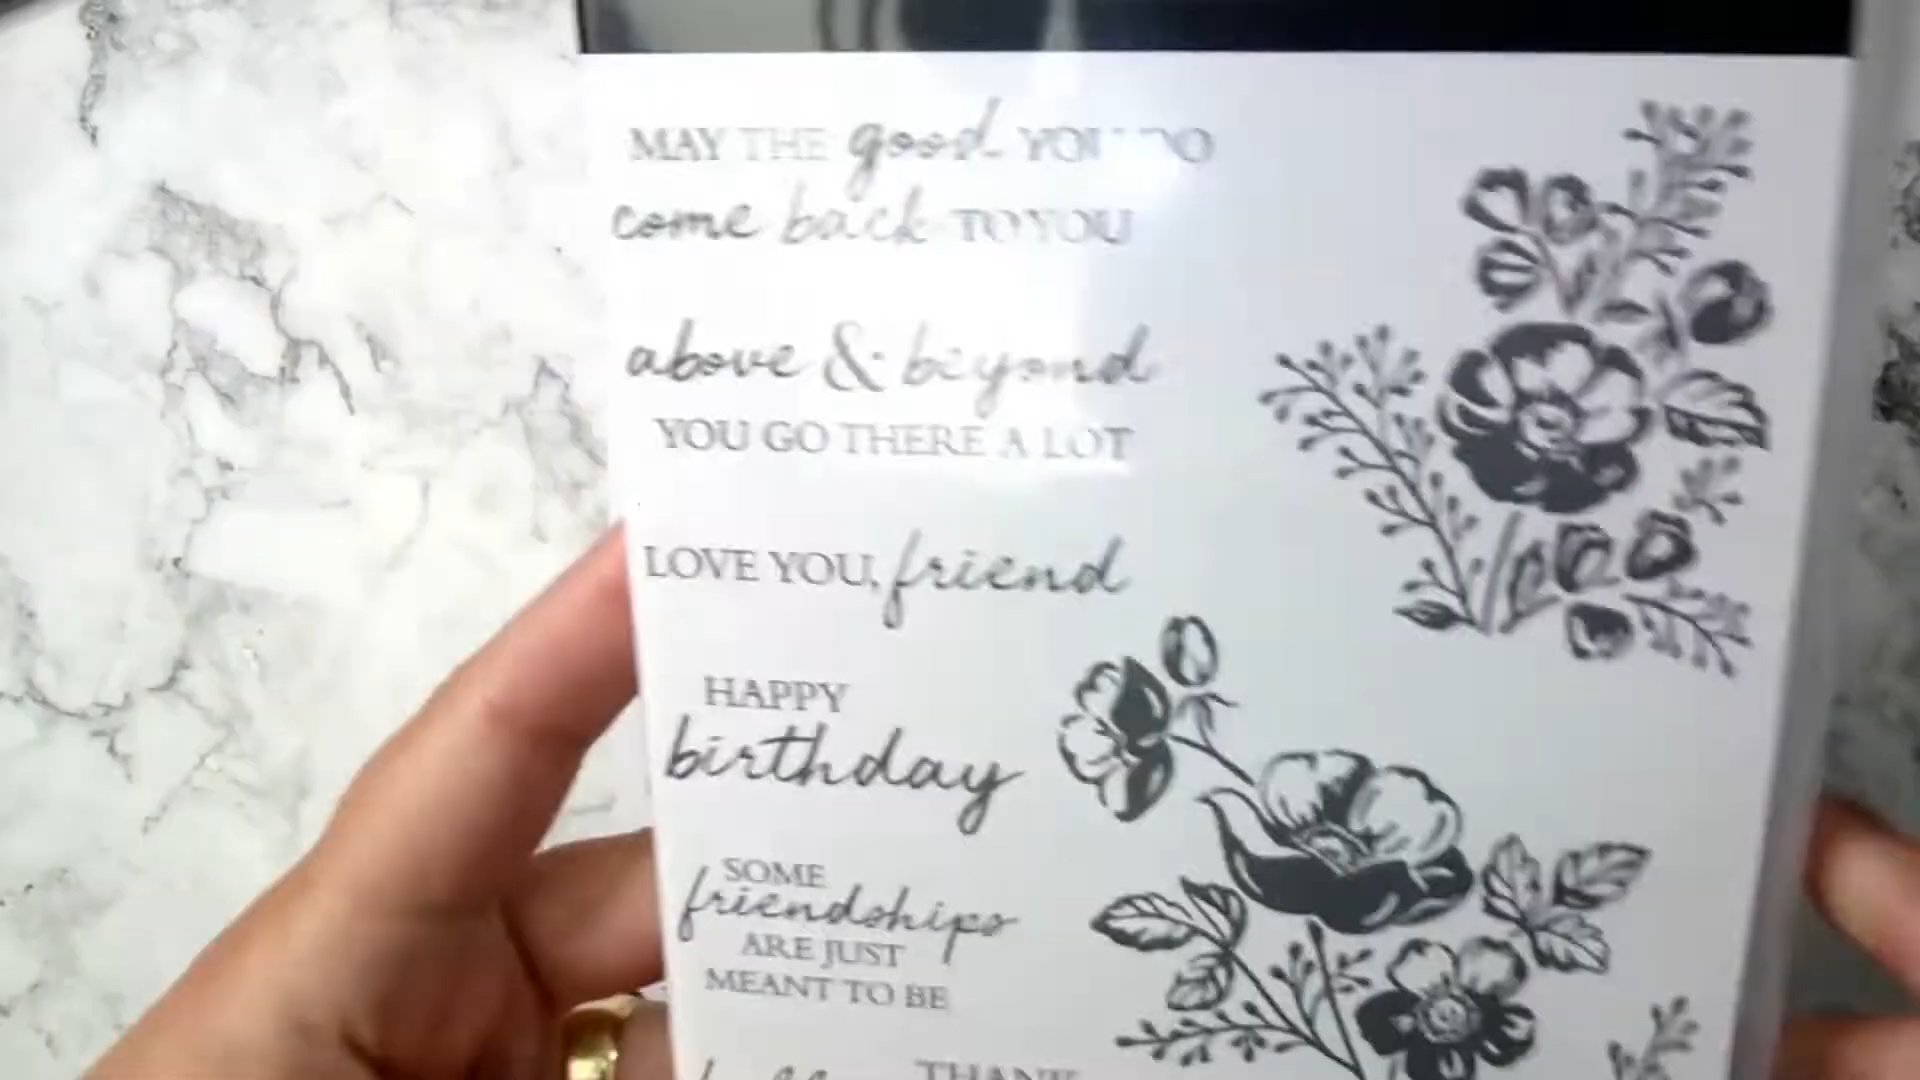 MAY THE good YOU DO
come back TO YOU
above & beyond
YOU GO THERE A LOT
LOVE YOU, friend
HAPPY
birthday
SOME
friendships
ARE JUST
MEANT TO BE
THANK